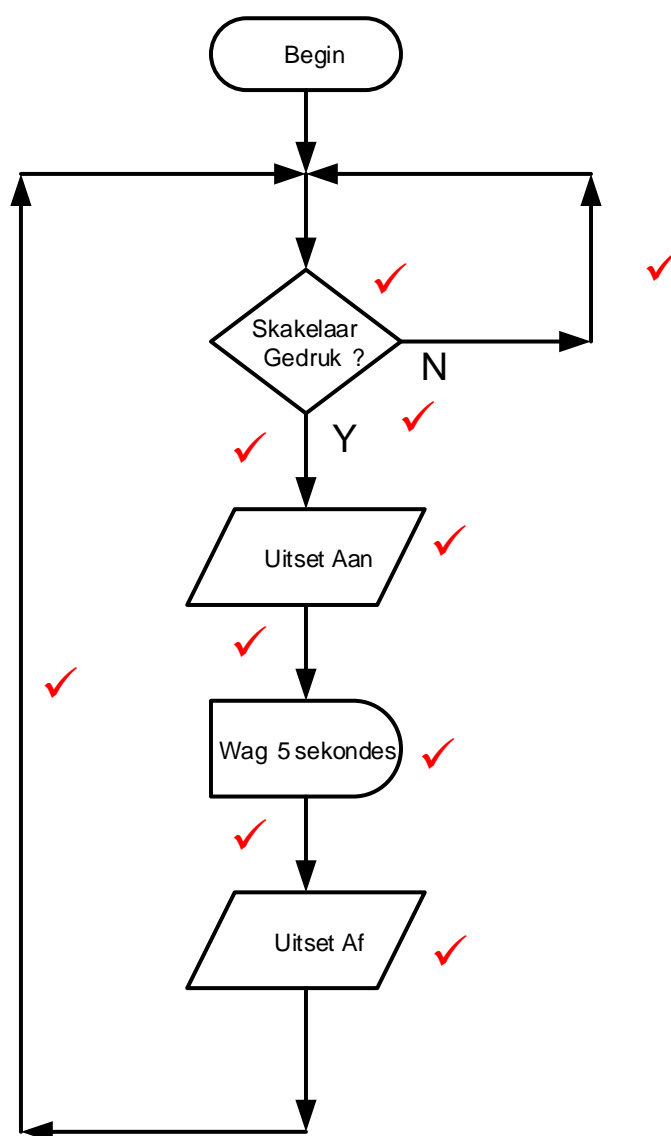 Begin
Skakelaar
Gedruk ?
N
Y
Uitset Aan
Wag 5 sekondes
Uitset Af